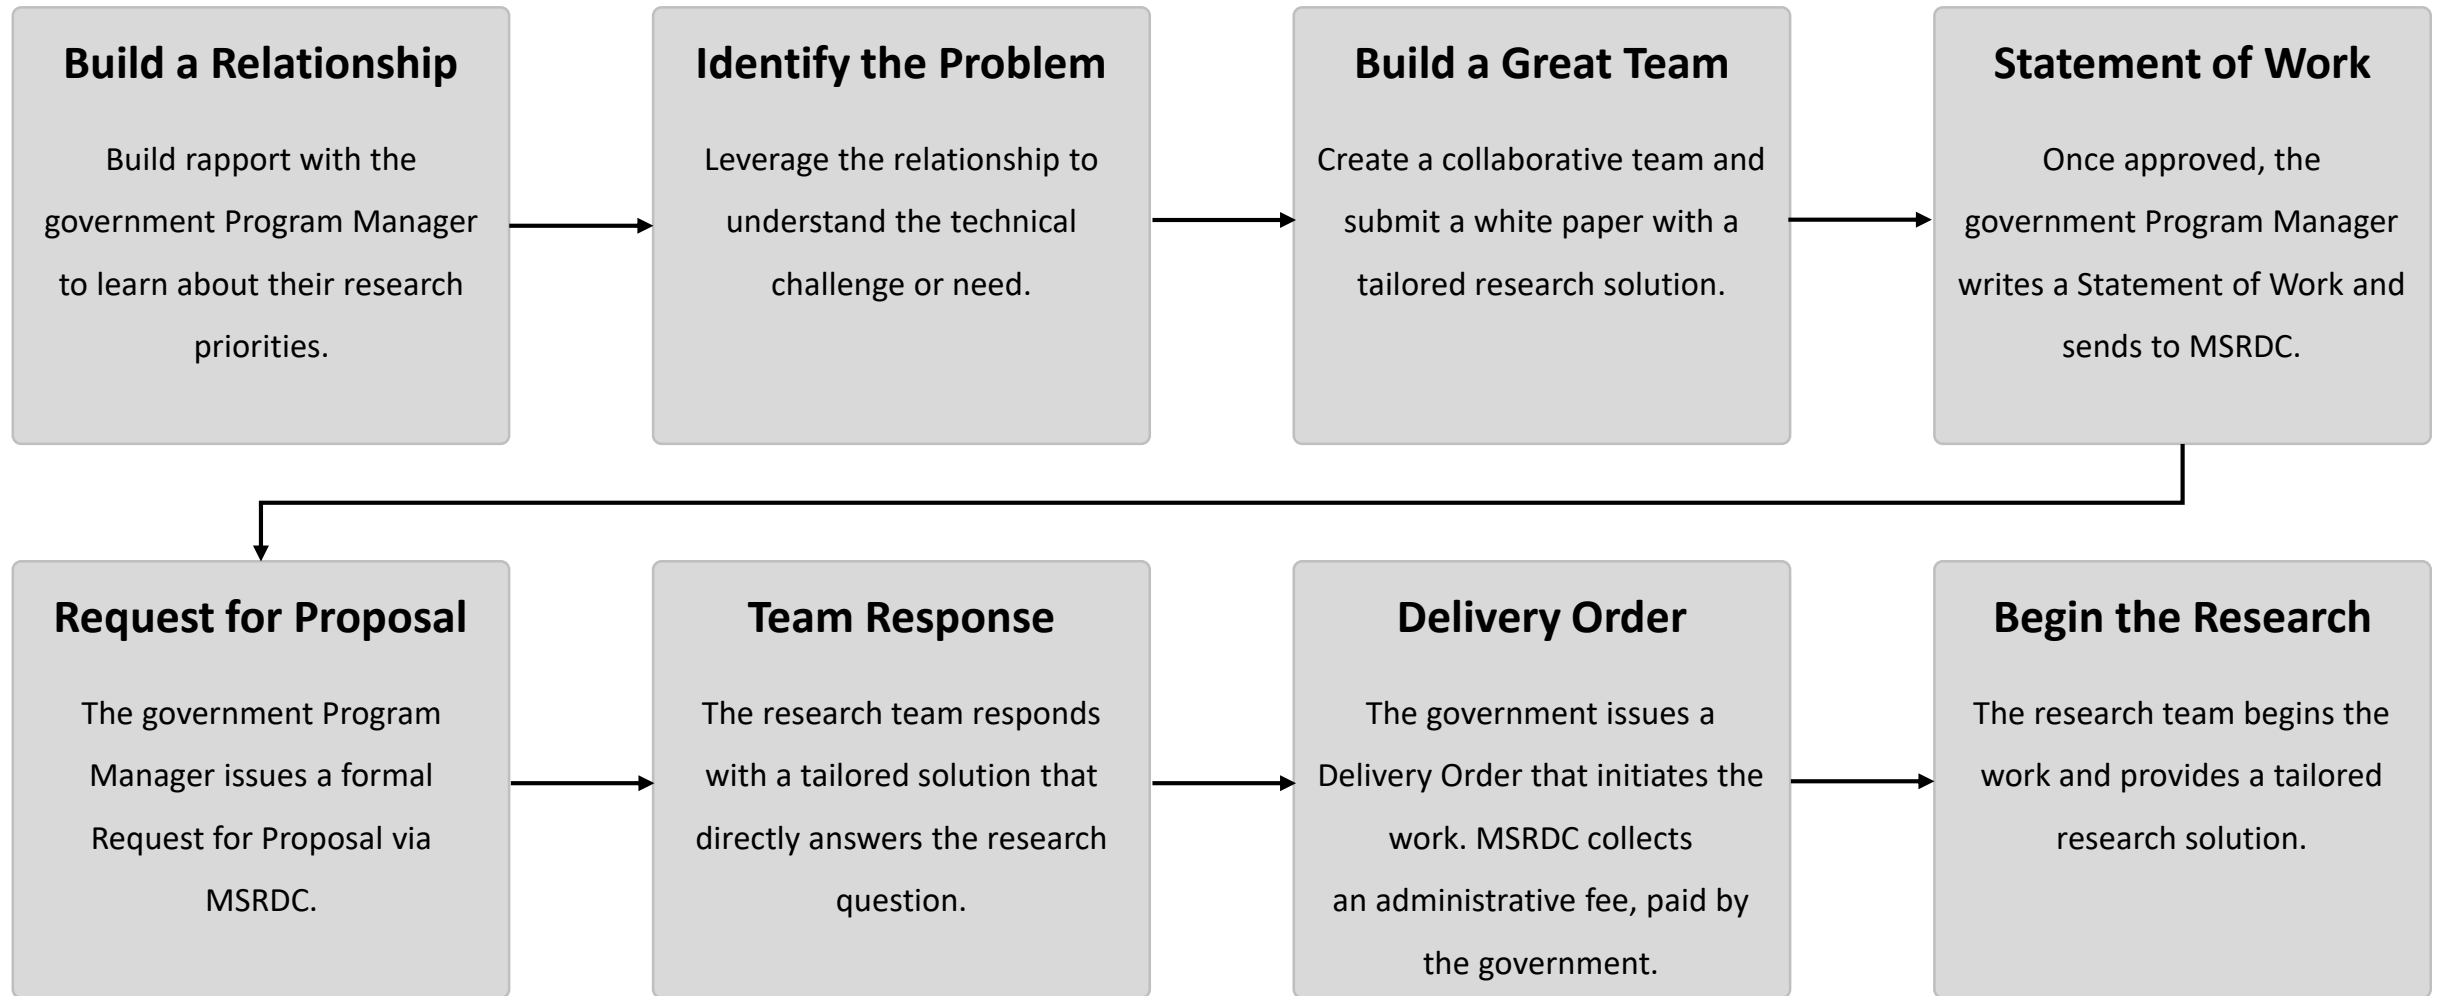 Build a Relationship
Build rapport with the
government Program Manager
to learn about their research
priorities.
Identify the Problem
Leverage the relationship to
understand the technical
challenge or need.
Build a Great Team
Create a collaborative team and
submit a white paper with a
tailored research solution.
Statement of Work
Once approved, the
government Program Manager
writes a Statement of Work and
sends to MSRDC.
Request for Proposal
The government Program
Manager issues a formal
Request for Proposal via
MSRDC.
Team Response
The research team responds
with a tailored solution that
directly answers the research
question.
Delivery Order
The government issues a
Delivery Order that initiates the
work. MSRDC collects
an administrative fee, paid by
the government.
Begin the Research
The research team begins the
work and provides a tailored
research solution.